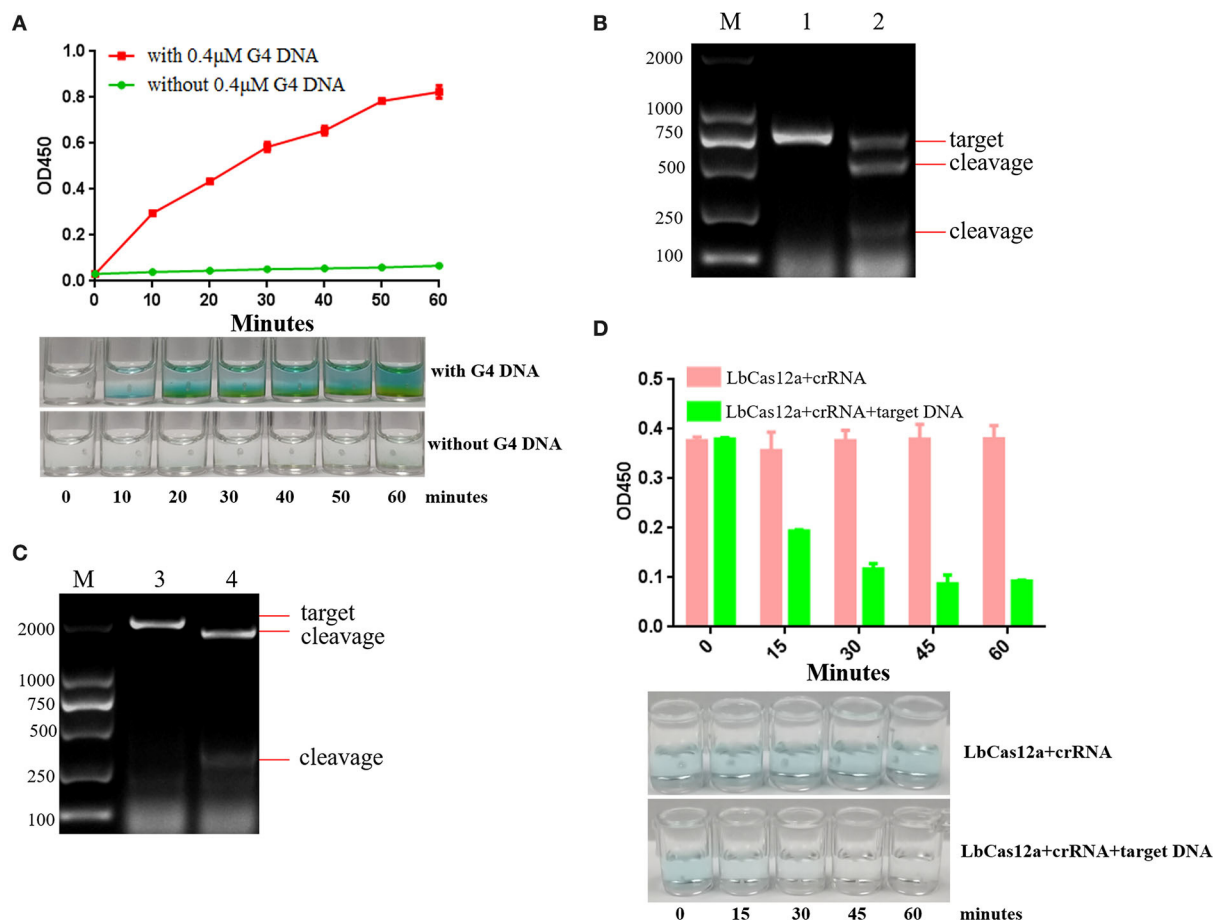 A
OD450
1.0
0.8
0.6
0.4
0.2
0.0
with 0.4μM G4 DNA
without 0.4μM G4 DNA
0 10 20 30 40 50 60
Minutes
with G4 DNA
without G4 DNA
0 10 20 30 40 50 60 minutes
B
M 1 2
2000
1000
750
500
250
100
target
cleavage
cleavage
C
M 3 4
2000
1000
750
500
250
100
target
cleavage
cleavage
D
OD450
0.5
0.4
0.3
0.2
0.1
0.0
LbCas12a+crRNA
LbCas12a+crRNA+target DNA
0 15 30 45 60
Minutes
LbCas12a+crRNA
LbCas12a+crRNA+target DNA
0 15 30 45 60 minutes